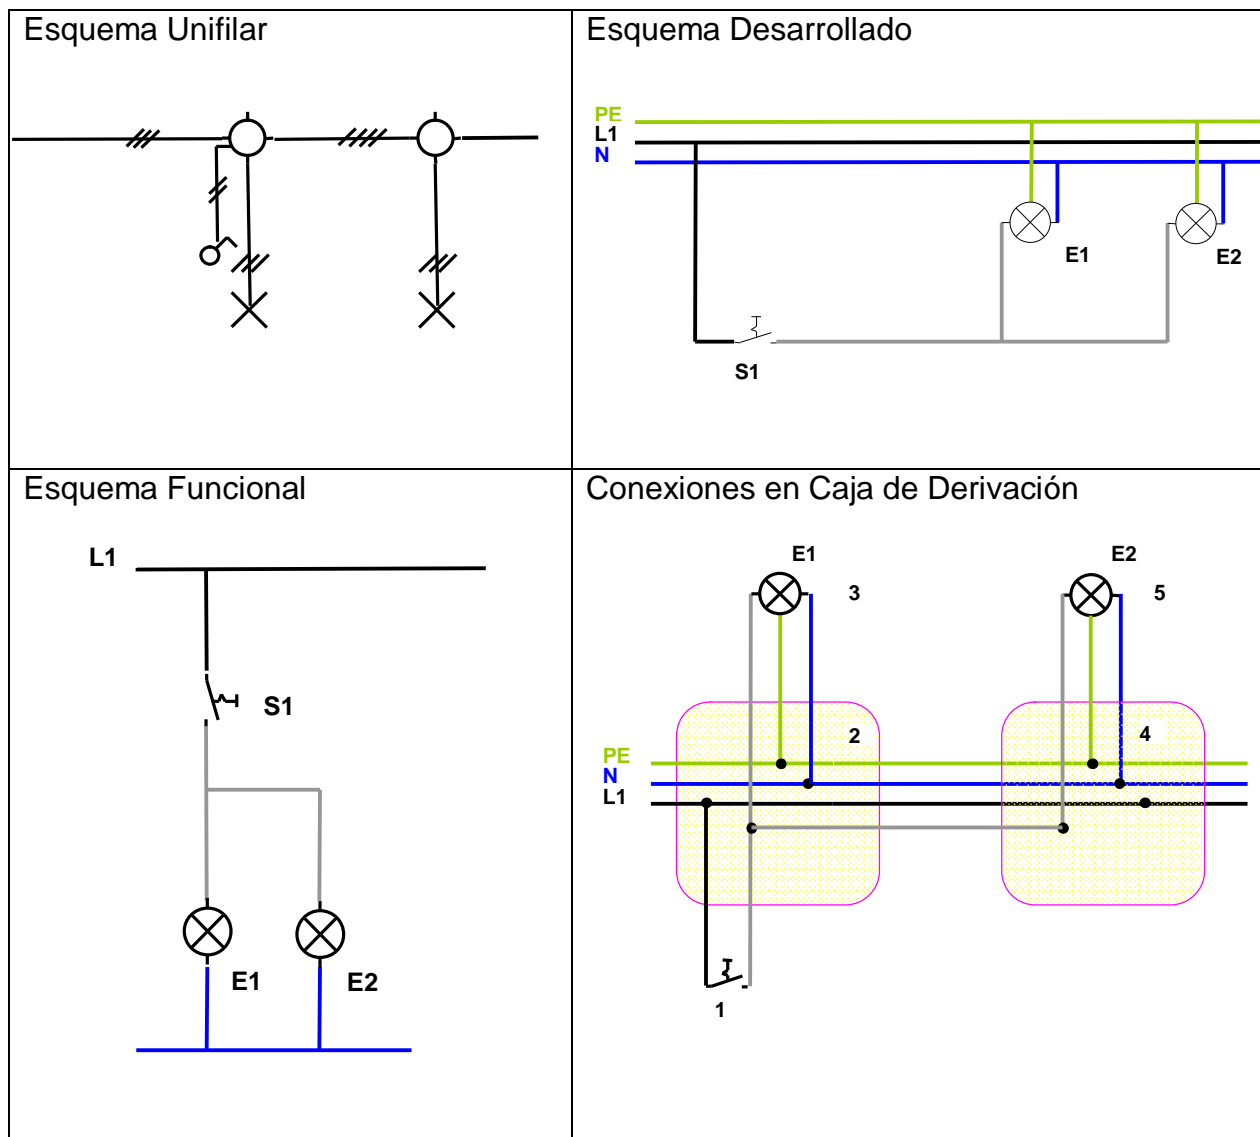 Esquema Unifilar
Esquema Desarrollado
PE
L1
N
E1
E2
S1
Esquema Funcional
L1
S1
E1
E2
Conexiones en Caja de Derivación
E1
E2
3
5
2
4
PE
N
L1
1